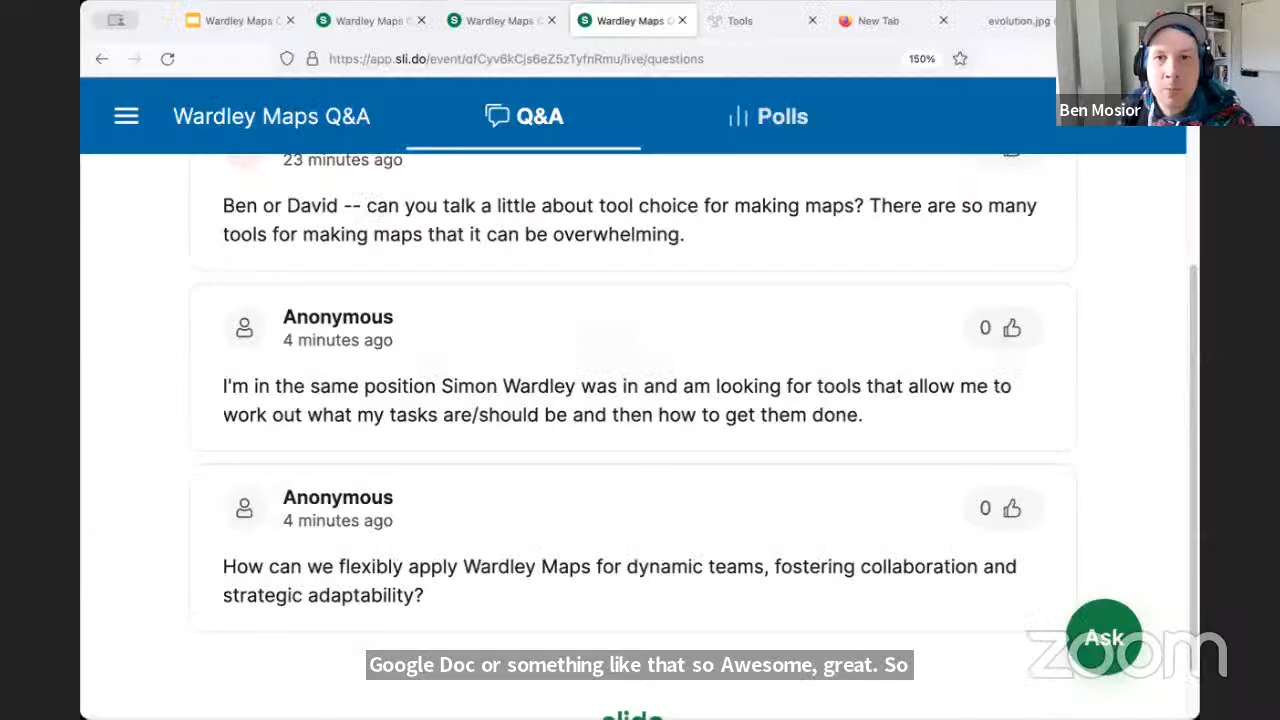 Wardley Maps C
Wardley Maps C
Wardley Maps C
Wardley Maps C
Tools
New Tab
evolution.jpg
https://app.sli.do/event/
/live/questions
150%
Ben Mosior
Wardley Maps Q&A
Q&A
Polls
23 minutes ago
Ben or David -- can you talk a little about tool choice for making maps? There are so many
tools for making maps that it can be overwhelming.
Anonymous
4 minutes ago
0
I'm in the same position Simon Wardley was in and am looking for tools that allow me to
work out what my tasks are/should be and then how to get them done.
Anonymous
4 minutes ago
0
How can we flexibly apply Wardley Maps for dynamic teams, fostering collaboration and
strategic adaptability?
Ask
zoom
Google Doc or something like that so Awesome, great. So
slido